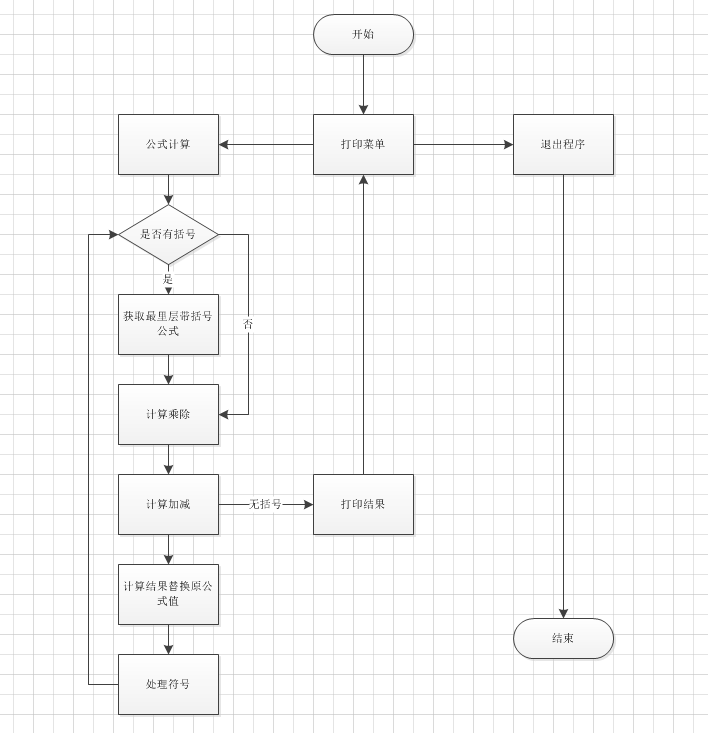 开始
公式计算
打印菜单
退出程序
是否有括号
是
获取最里层带括号
公式
否
计算乘除
计算加减
无括号
打印结果
计算结果替换原公
式值
结束
处理符号